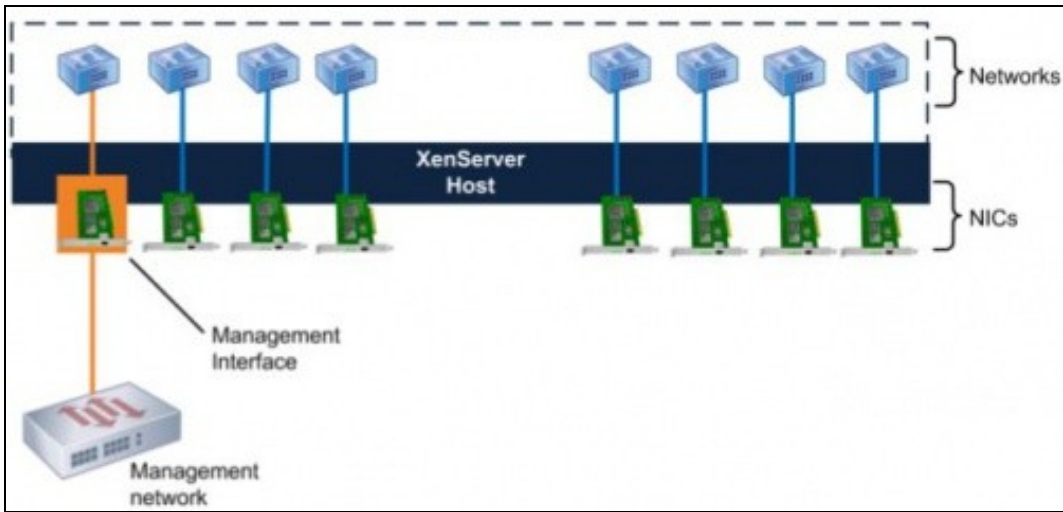 Networks
XenServer
Host
NICs
Management
Interface
Management
network